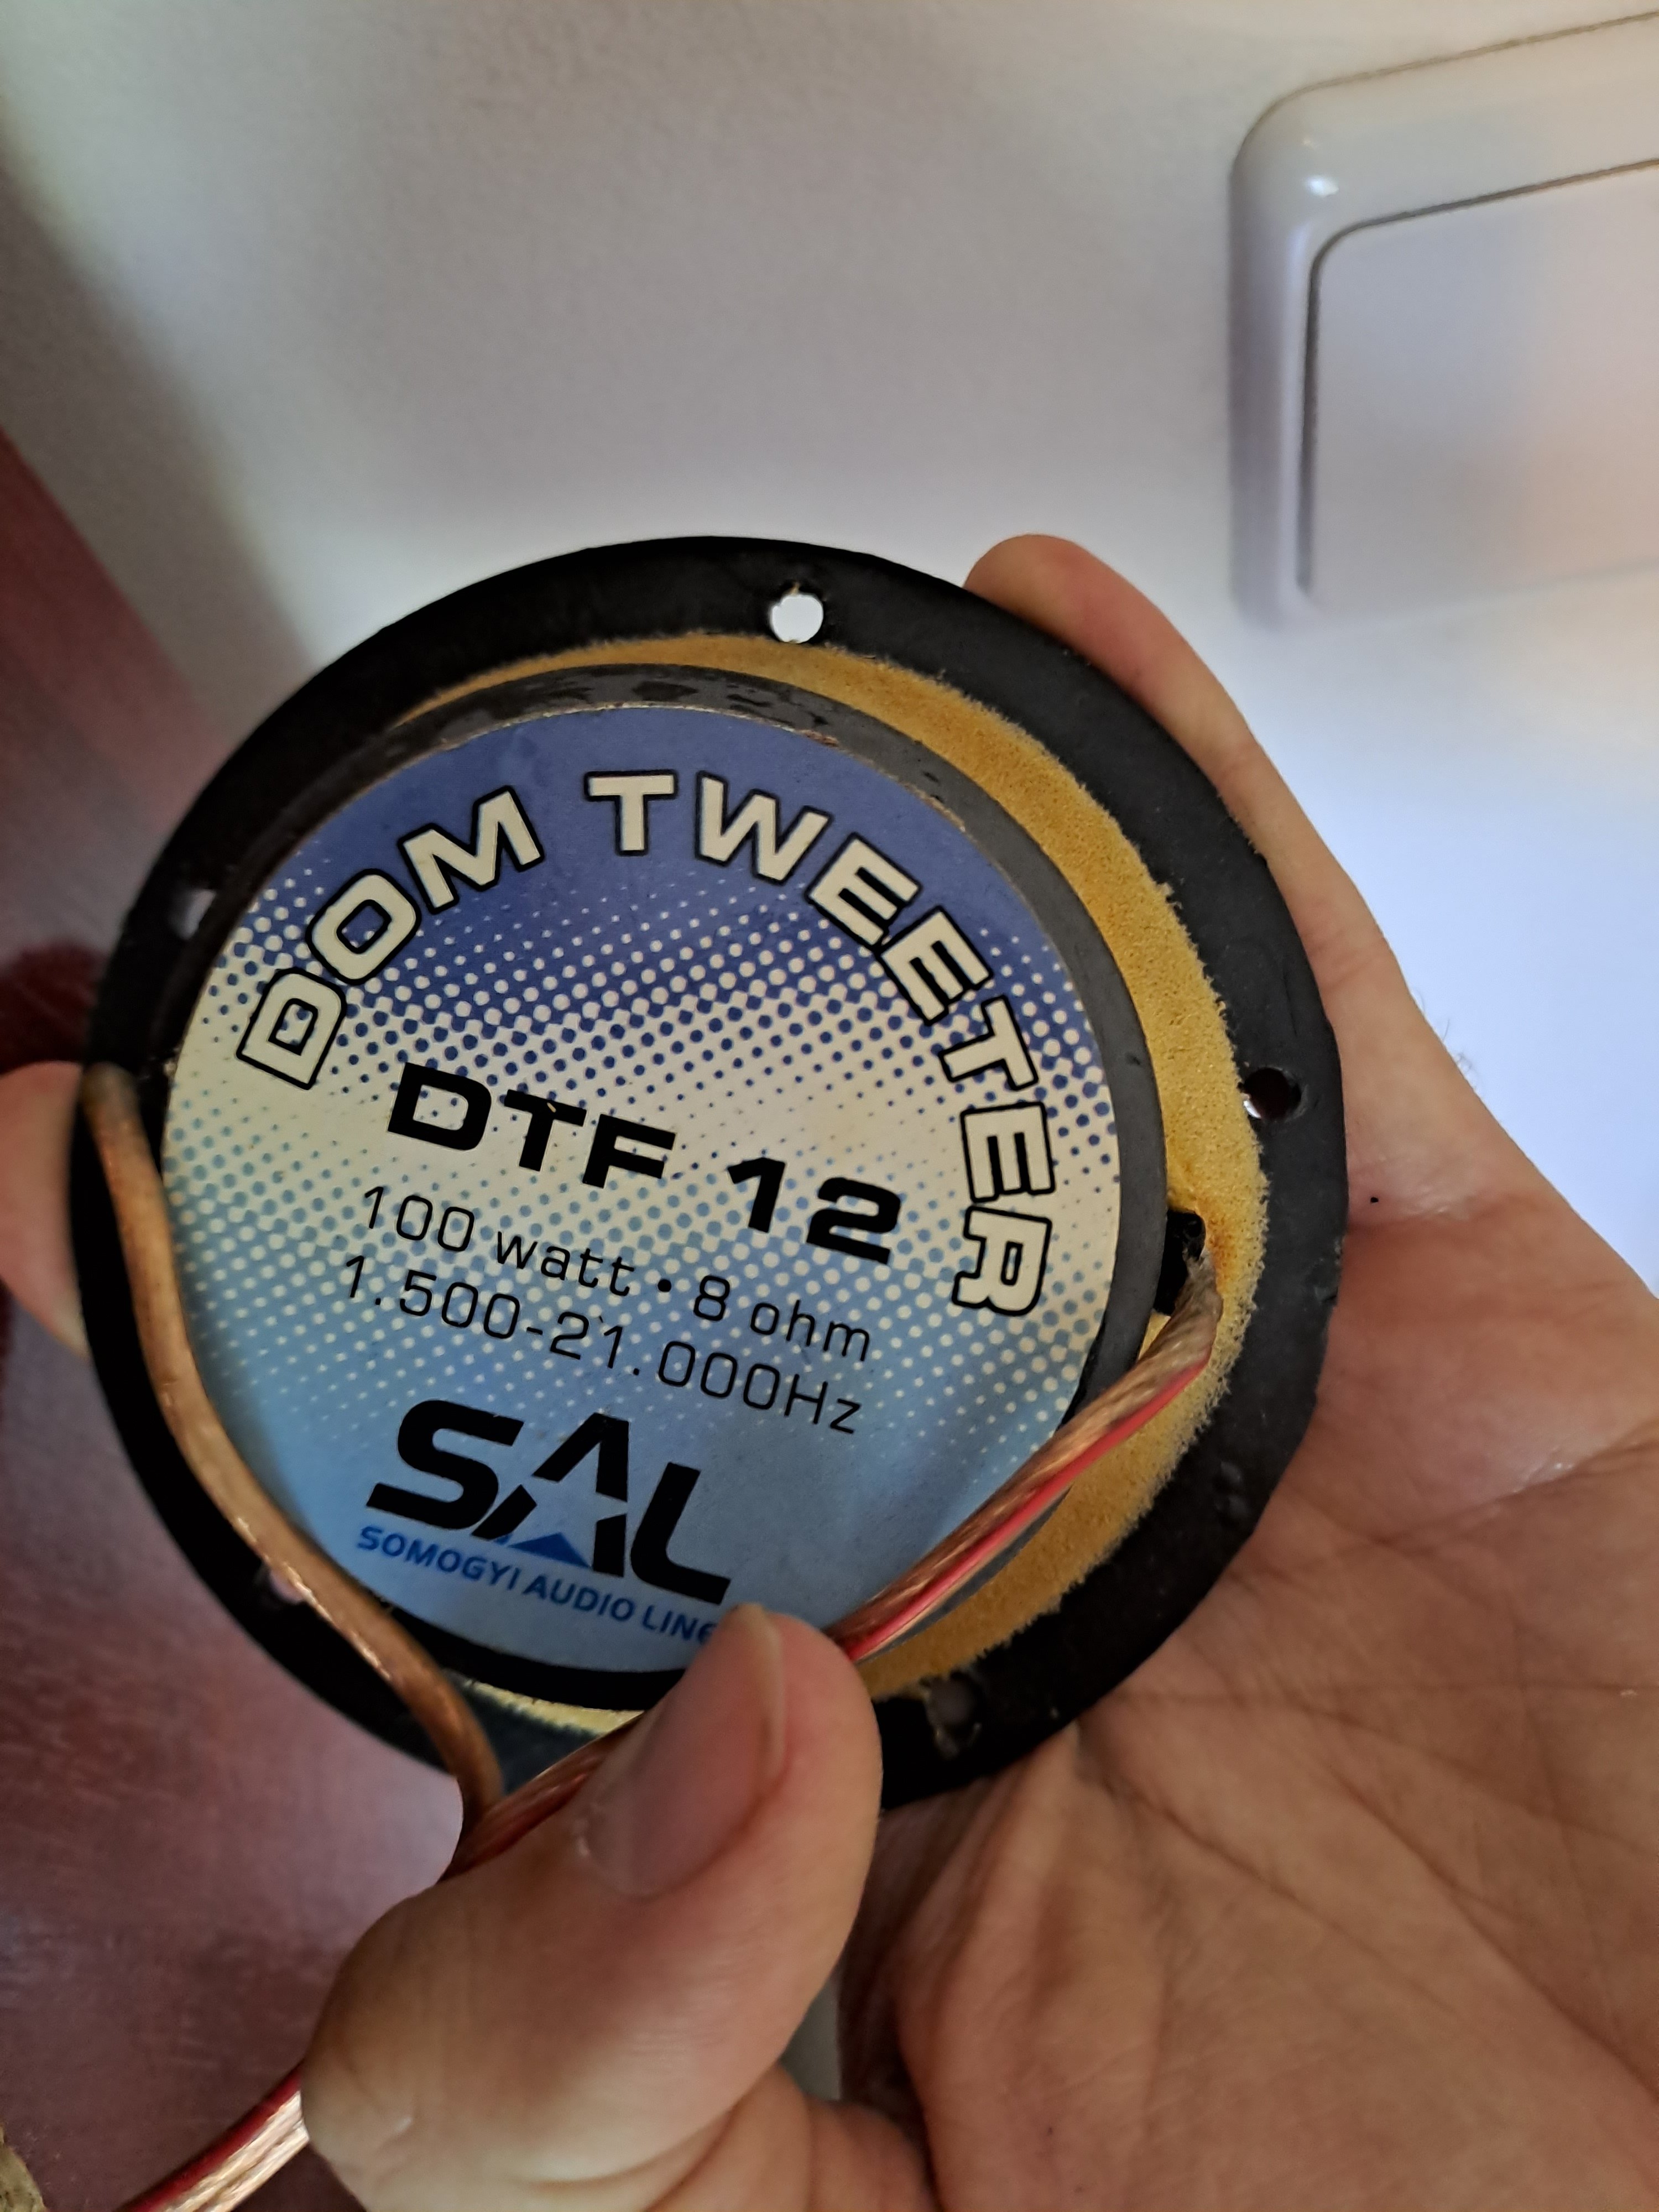 DOM TWEETER
DTF 12
100 watt • 8 ohm
1.500-21.000Hz
SAL
SOMOGYI AUDIO LINE